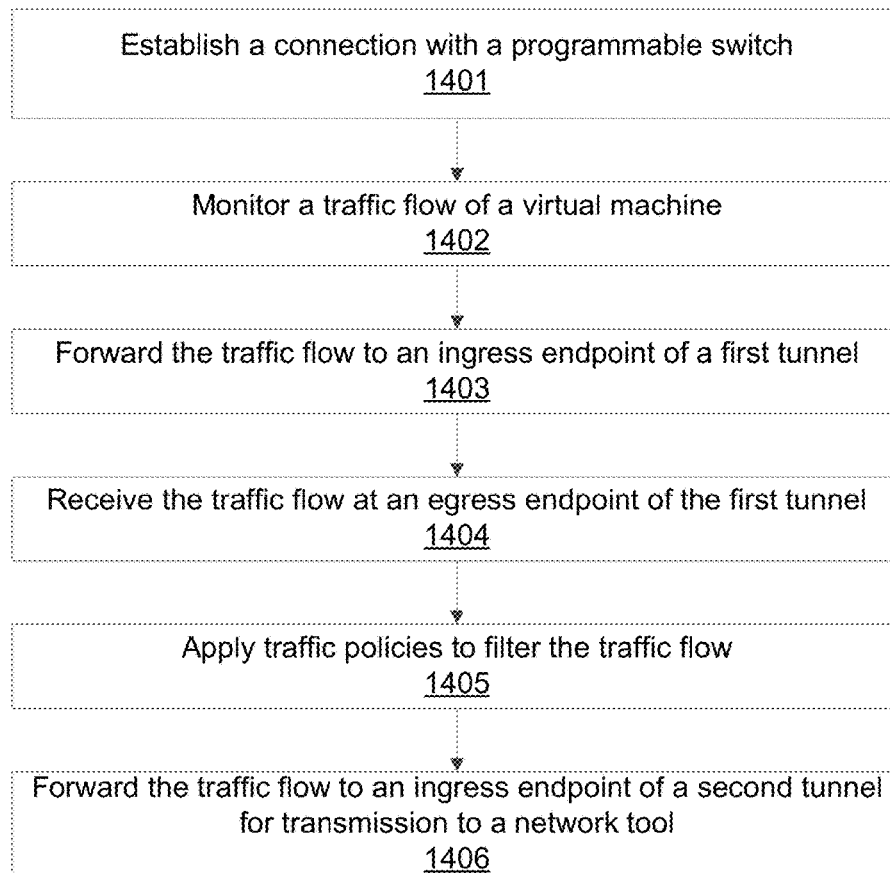 Establish a connection with a programmable switch
1401
Monitor a traffic flow of a virtual machine
1402
Forward the traffic flow to an ingress endpoint of a first tunnel
1403
Receive the traffic flow at an egress endpoint of the first tunnel
1404
Apply traffic policies to filter the traffic flow
1405
Forward the traffic flow to an ingress endpoint of a second tunnel
for transmission to a network tool
1406